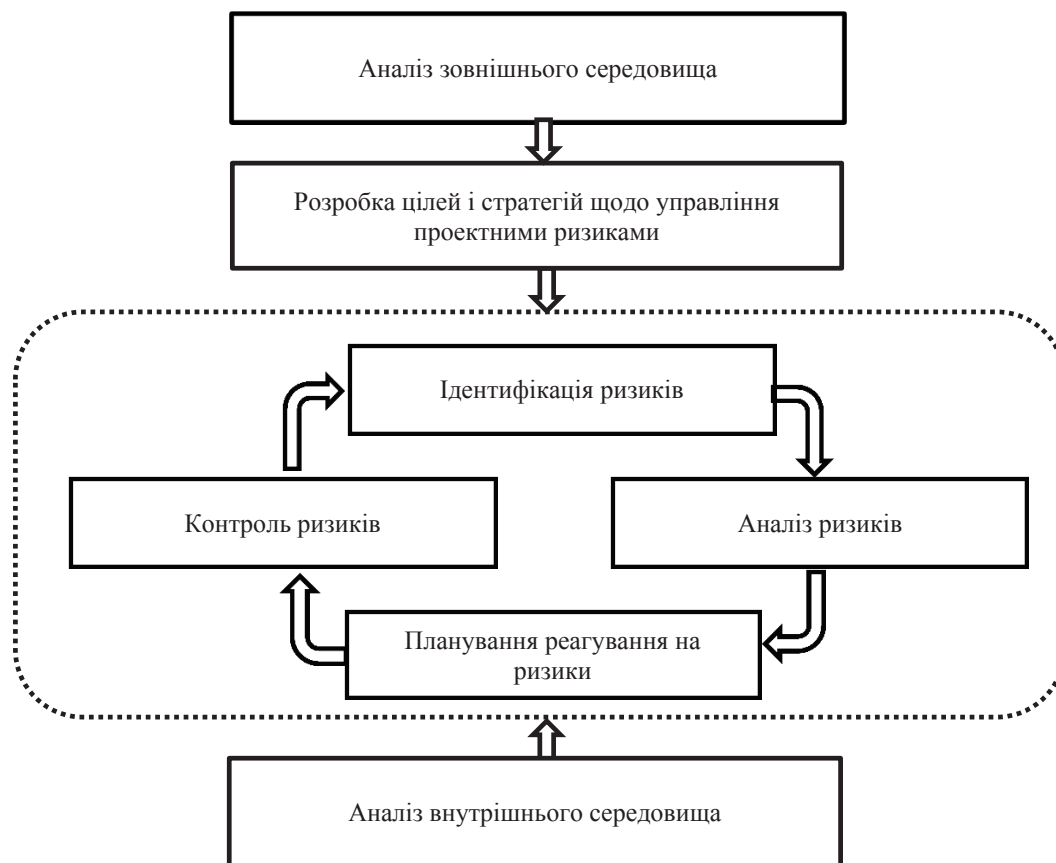 Аналіз зовнішнього середовища
Розробка цілей і стратегій щодо управління
проектними ризиками
Ідентифікація ризиків
Контроль ризиків
Аналіз ризиків
Планування реагування на
ризики
Аналіз внутрішнього середовища